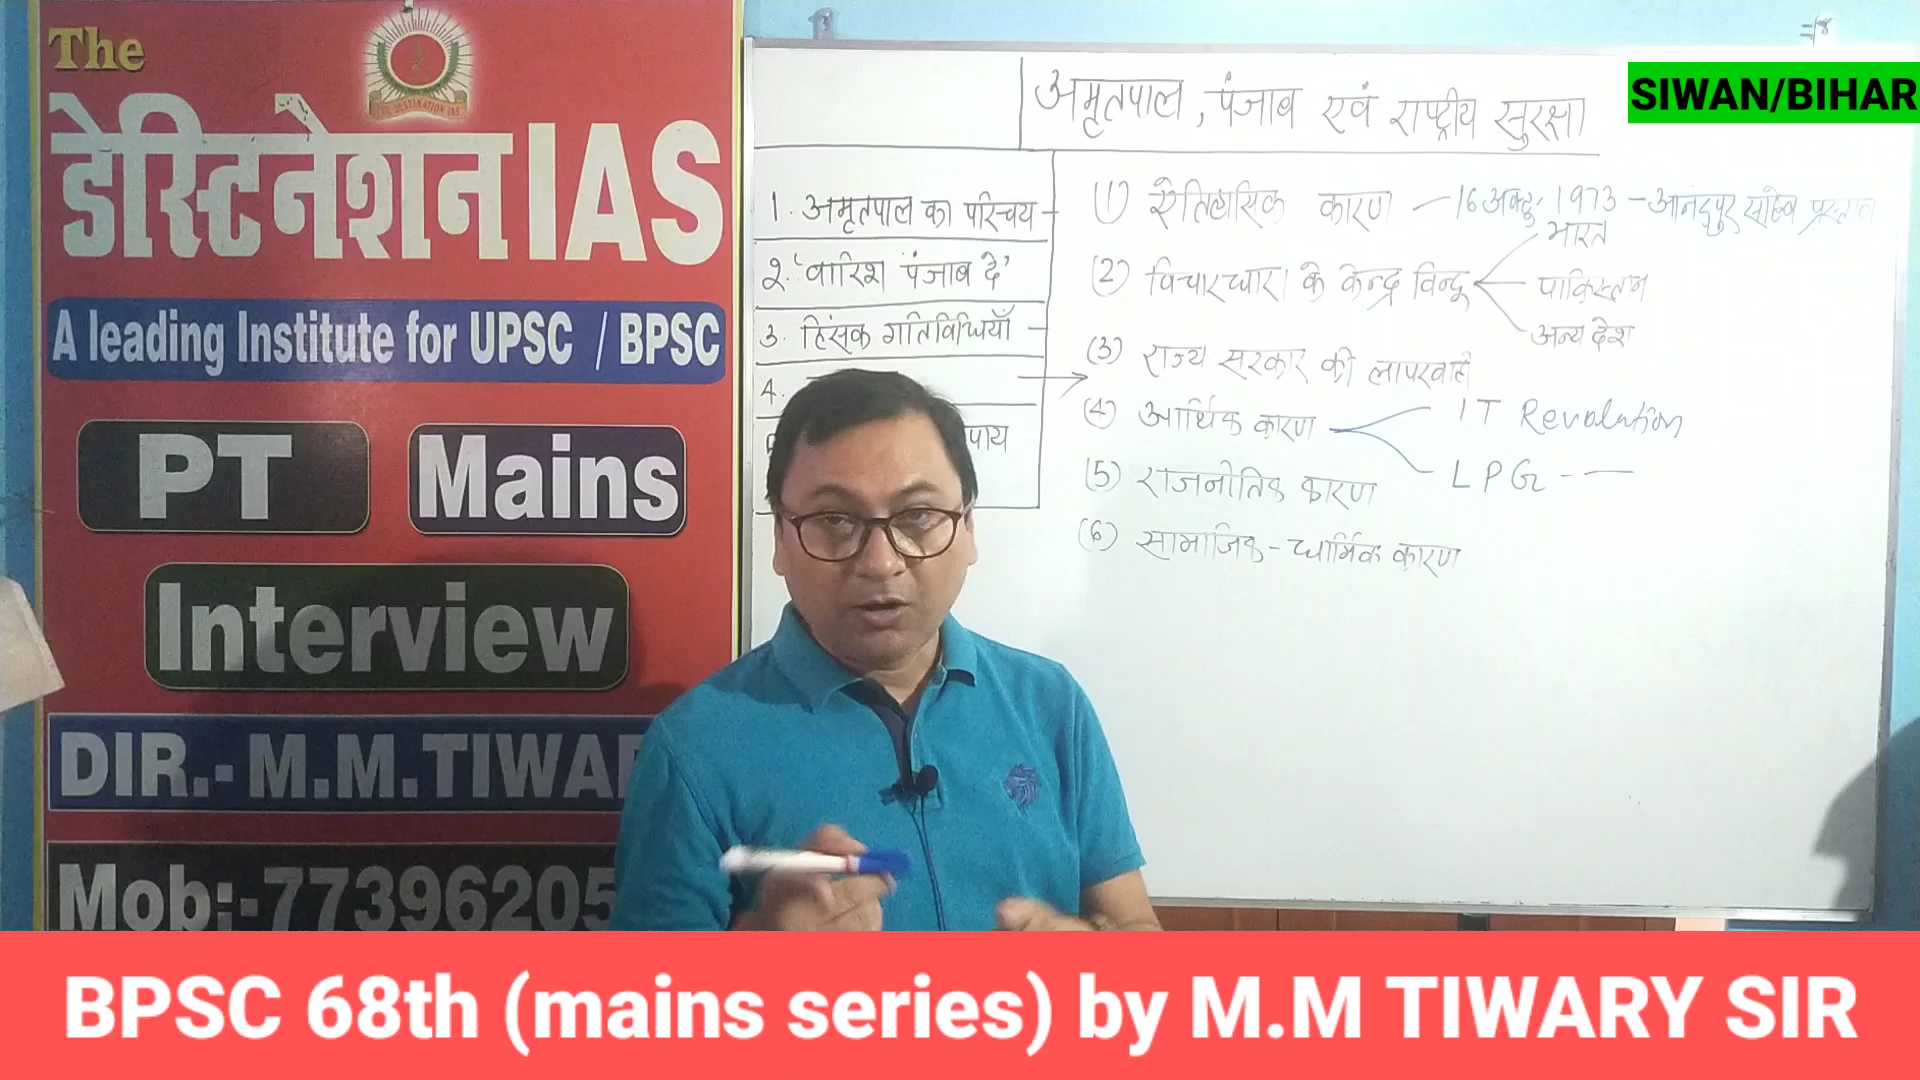 The
डेस्टिनेशन IAS
A leading Institute for UPSC / BPSC
PT
Mains
Interview
DIR.- M.M.TIWAR
Mob:-77396205
SIWAN/BIHAR
अमृतपाल, पंजाब एवं राष्ट्रीय सुरक्षा
1. अमृतपाल का परिचय
२. 'वारिश पंजाब दे'
3. हिंसक गतिविधियाँ
4.
पाय
(1) ऐतिहासिक कारण – 16 अक्टू. 1973 – आनंदपुर साहिब प्रस्ताव
(2) विचारधारा के केन्द्र विन्दू
भारत
पाकिस्तान
अन्य देश
(3) राज्य सरकार की लापरवाही
(4) आर्थिक कारण
IT Revolution
LPG - —
(5) राजनीतिक कारण
(6) सामाजिक - धार्मिक कारण
BPSC 68th (mains series) by M.M TIWARY SIR